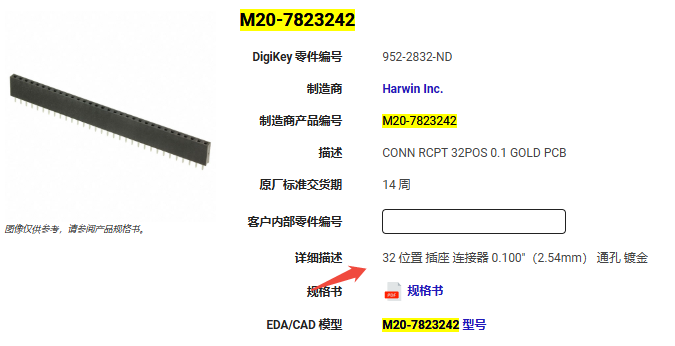 M20-7823242
DigiKey 零件编号 952-2832-ND
制造商 Harwin Inc.
制造商产品编号 M20-7823242
描述 CONN RCPT 32POS 0.1 GOLD PCB
原厂标准交货期 14 周
图像仅供参考，请参阅产品规格书。
客户内部零件编号
详细描述 32 位置 插座 连接器 0.100"（2.54mm） 通孔 镀金
规格书 PDF 规格书
EDA/CAD 模型 M20-7823242 型号